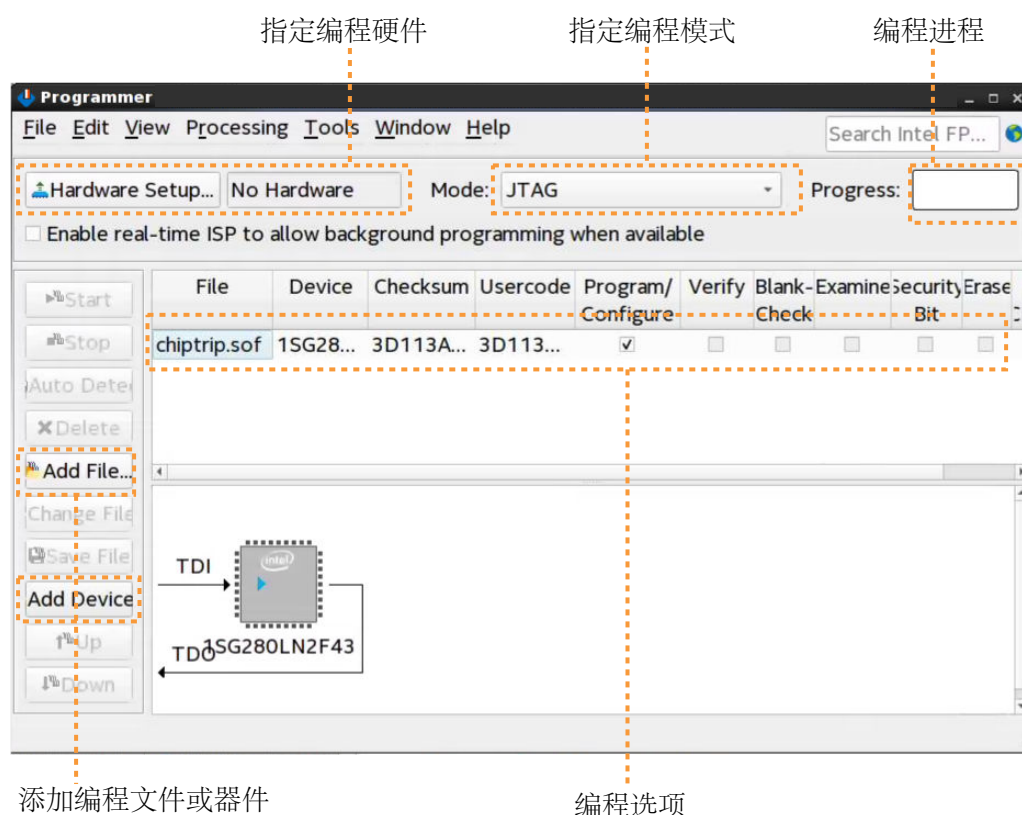 指定编程硬件 指定编程模式 编程进程
Programmer
File Edit View Processing Tools Window Help Search Intel FP...
Hardware Setup... No Hardware Mode: JTAG Progress:
Enable real-time ISP to allow background programming when available
File Device Checksum Usercode Program/ Verify Blank- Examine Security Erase
Configure Check Bit
chiptrip.sof 1SG28... 3D113A... 3D113...
Start
Stop
Auto Dete
Delete
Add File...
Change File
Save File
Add Device
Up
Down
TDI
intel
1SG280LN2F43
TDO
添加编程文件或器件 编程选项